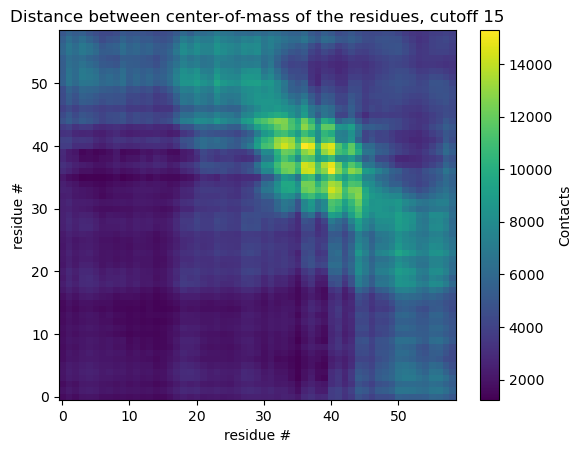 Distance between center-of-mass of the residues, cutoff 15
50
40
30
20
10
0
residue #
0 10 20 30 40 50
residue #
14000
12000
10000
8000
6000
4000
2000
Contacts